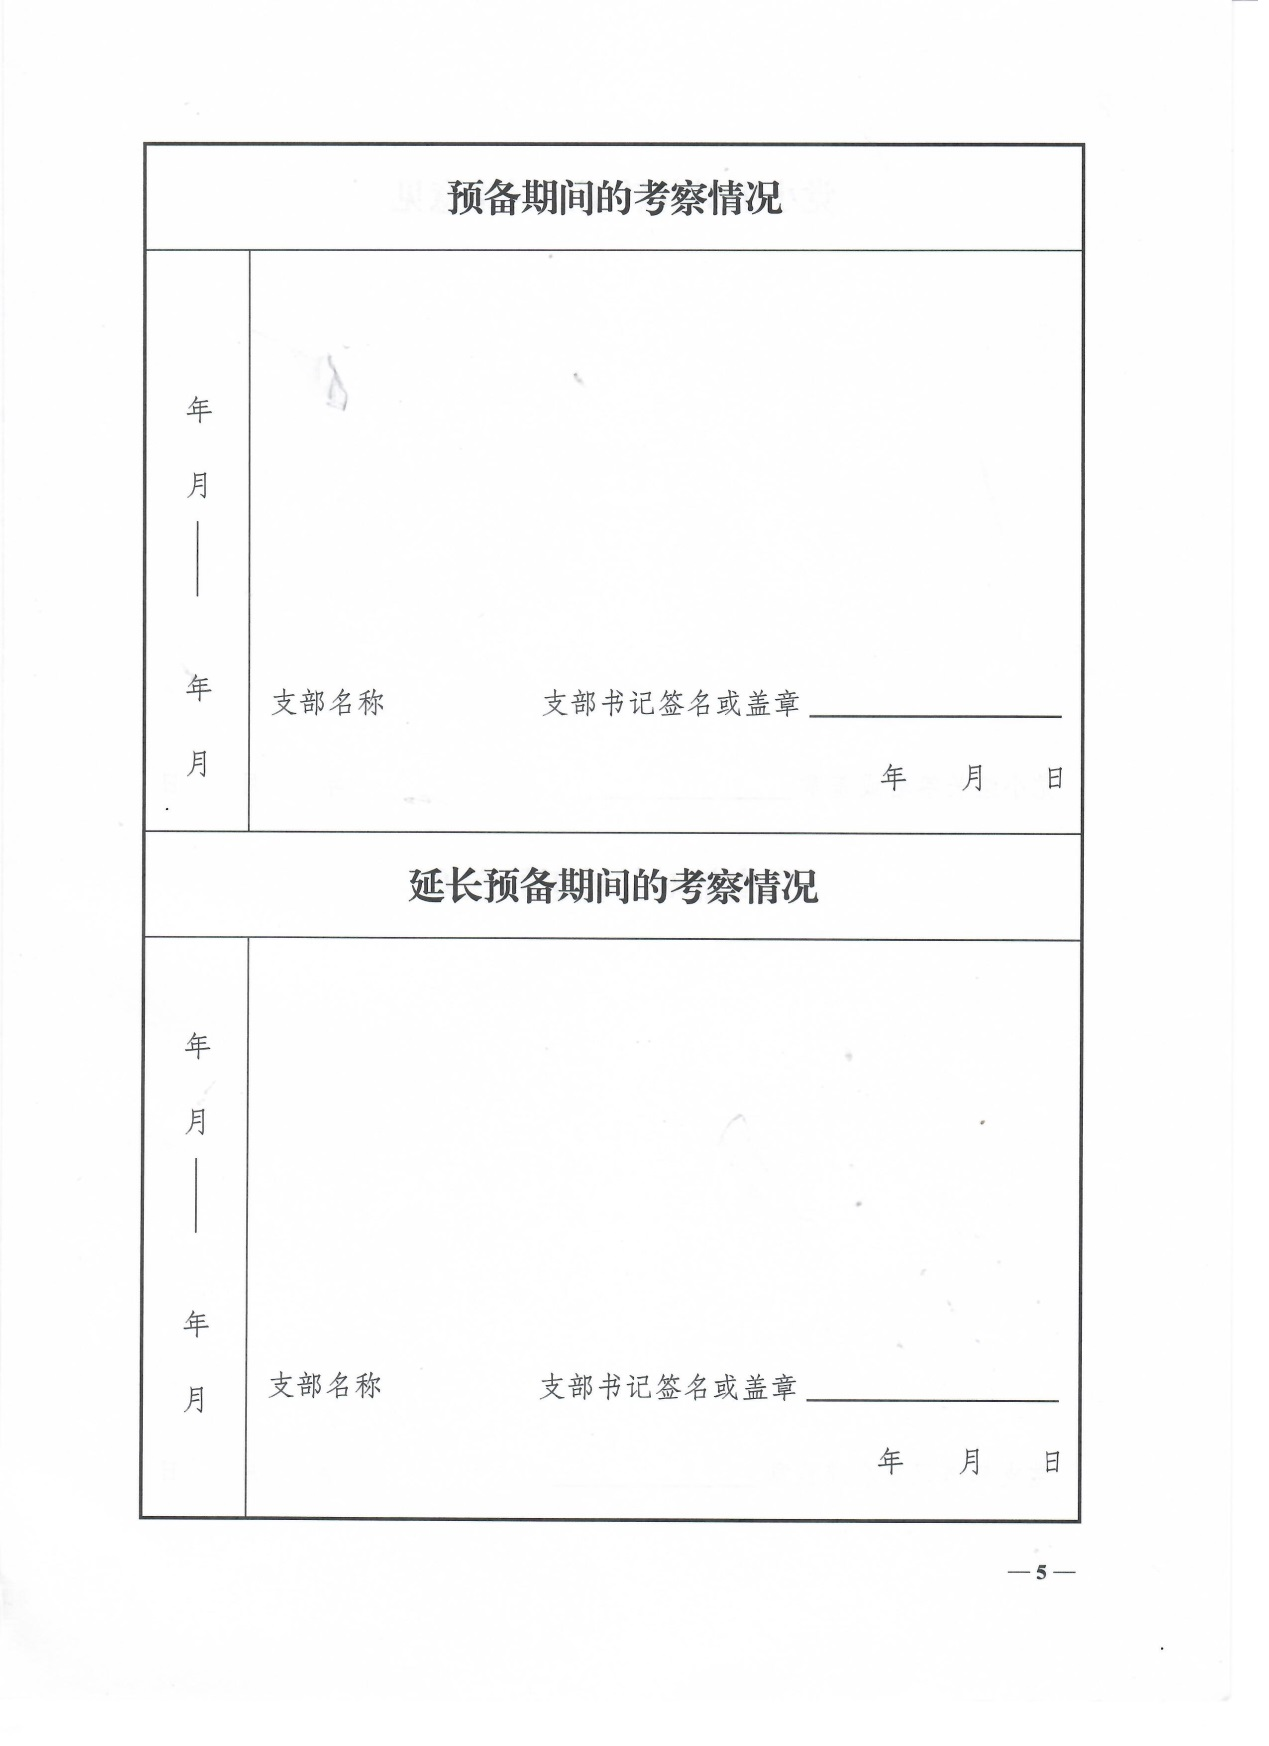 预备期间的考察情况
年
月
——
年
月
支部名称 支部书记签名或盖章
年 月 日
延长预备期间的考察情况
年
月
——
年
月
支部名称 支部书记签名或盖章
年 月 日
— 5 —